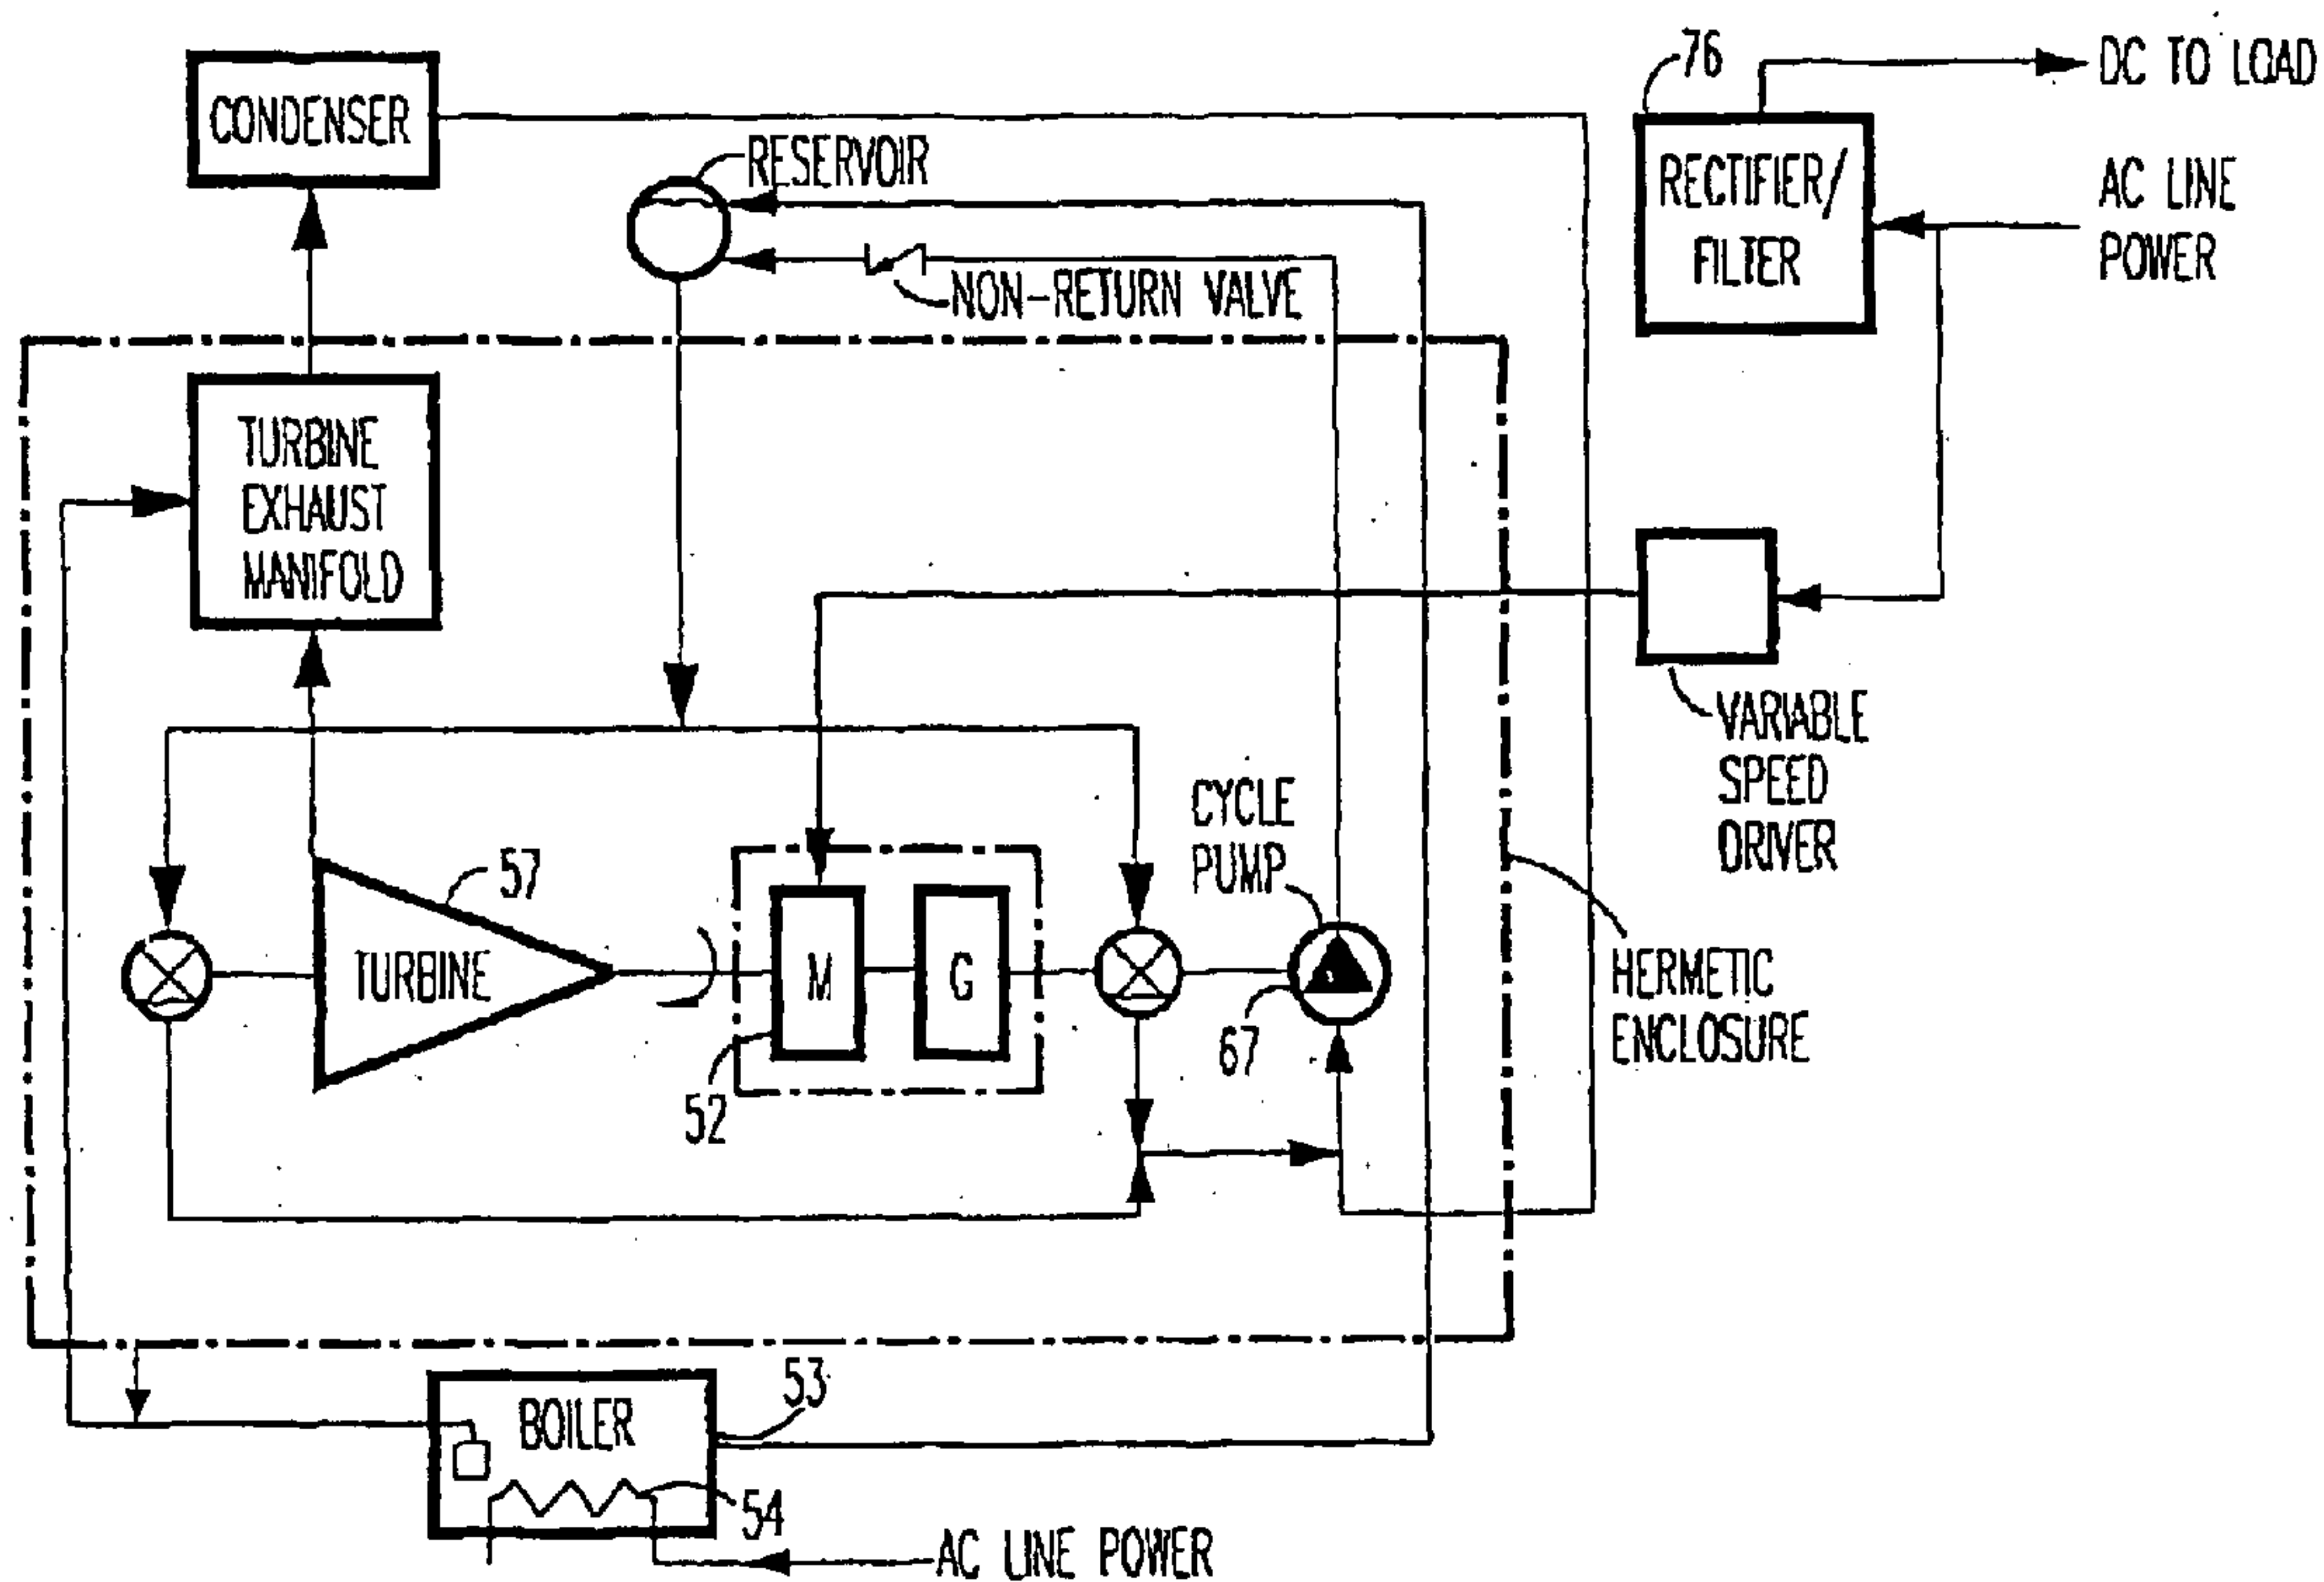 76
DC TO LOAD
CONDENSER
RESERVOIR
RECTIFIER/
FILTER
AC LINE
POWER
NON-RETURN VALVE
TURBINE
EXHAUST
MANIFOLD
VARIABLE
SPEED
DRIVER
CYCLE
PUMP
57
TURBINE
M
G
HERMETIC
ENCLOSURE
67
52
53
BOILER
54
AC LINE POWER